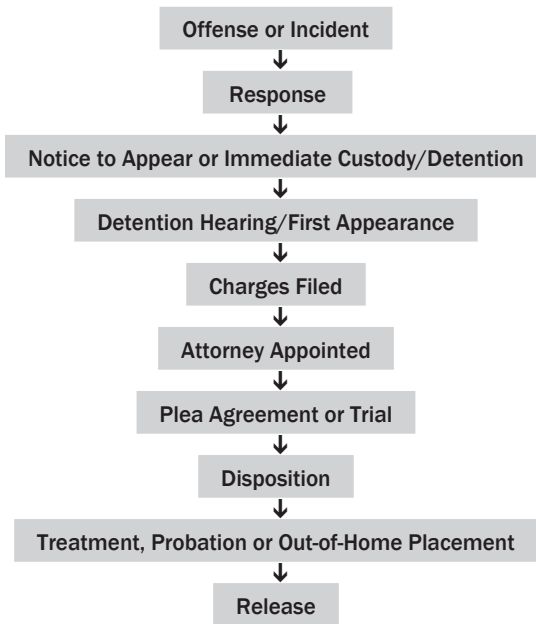 Offense or Incident
Response
Notice to Appear or Immediate Custody/Detention
Detention Hearing/First Appearance
Charges Filed
Attorney Appointed
Plea Agreement or Trial
Disposition
Treatment, Probation or Out-of-Home Placement
Release